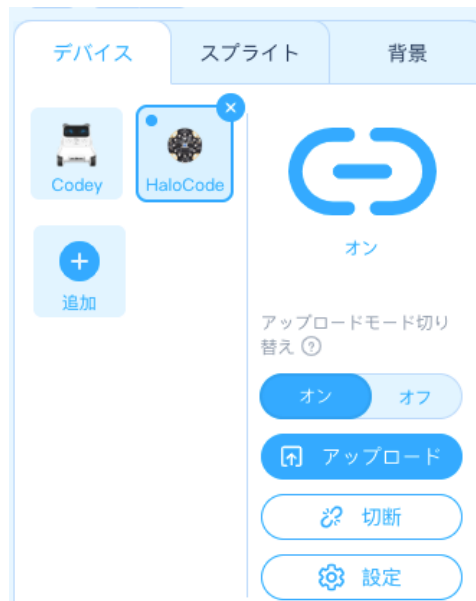 デバイス
スプライト
背景
Codey
HaloCode
追加
オン
アップロードモード切り
替え ?
オン
オフ
アップロード
切断
設定